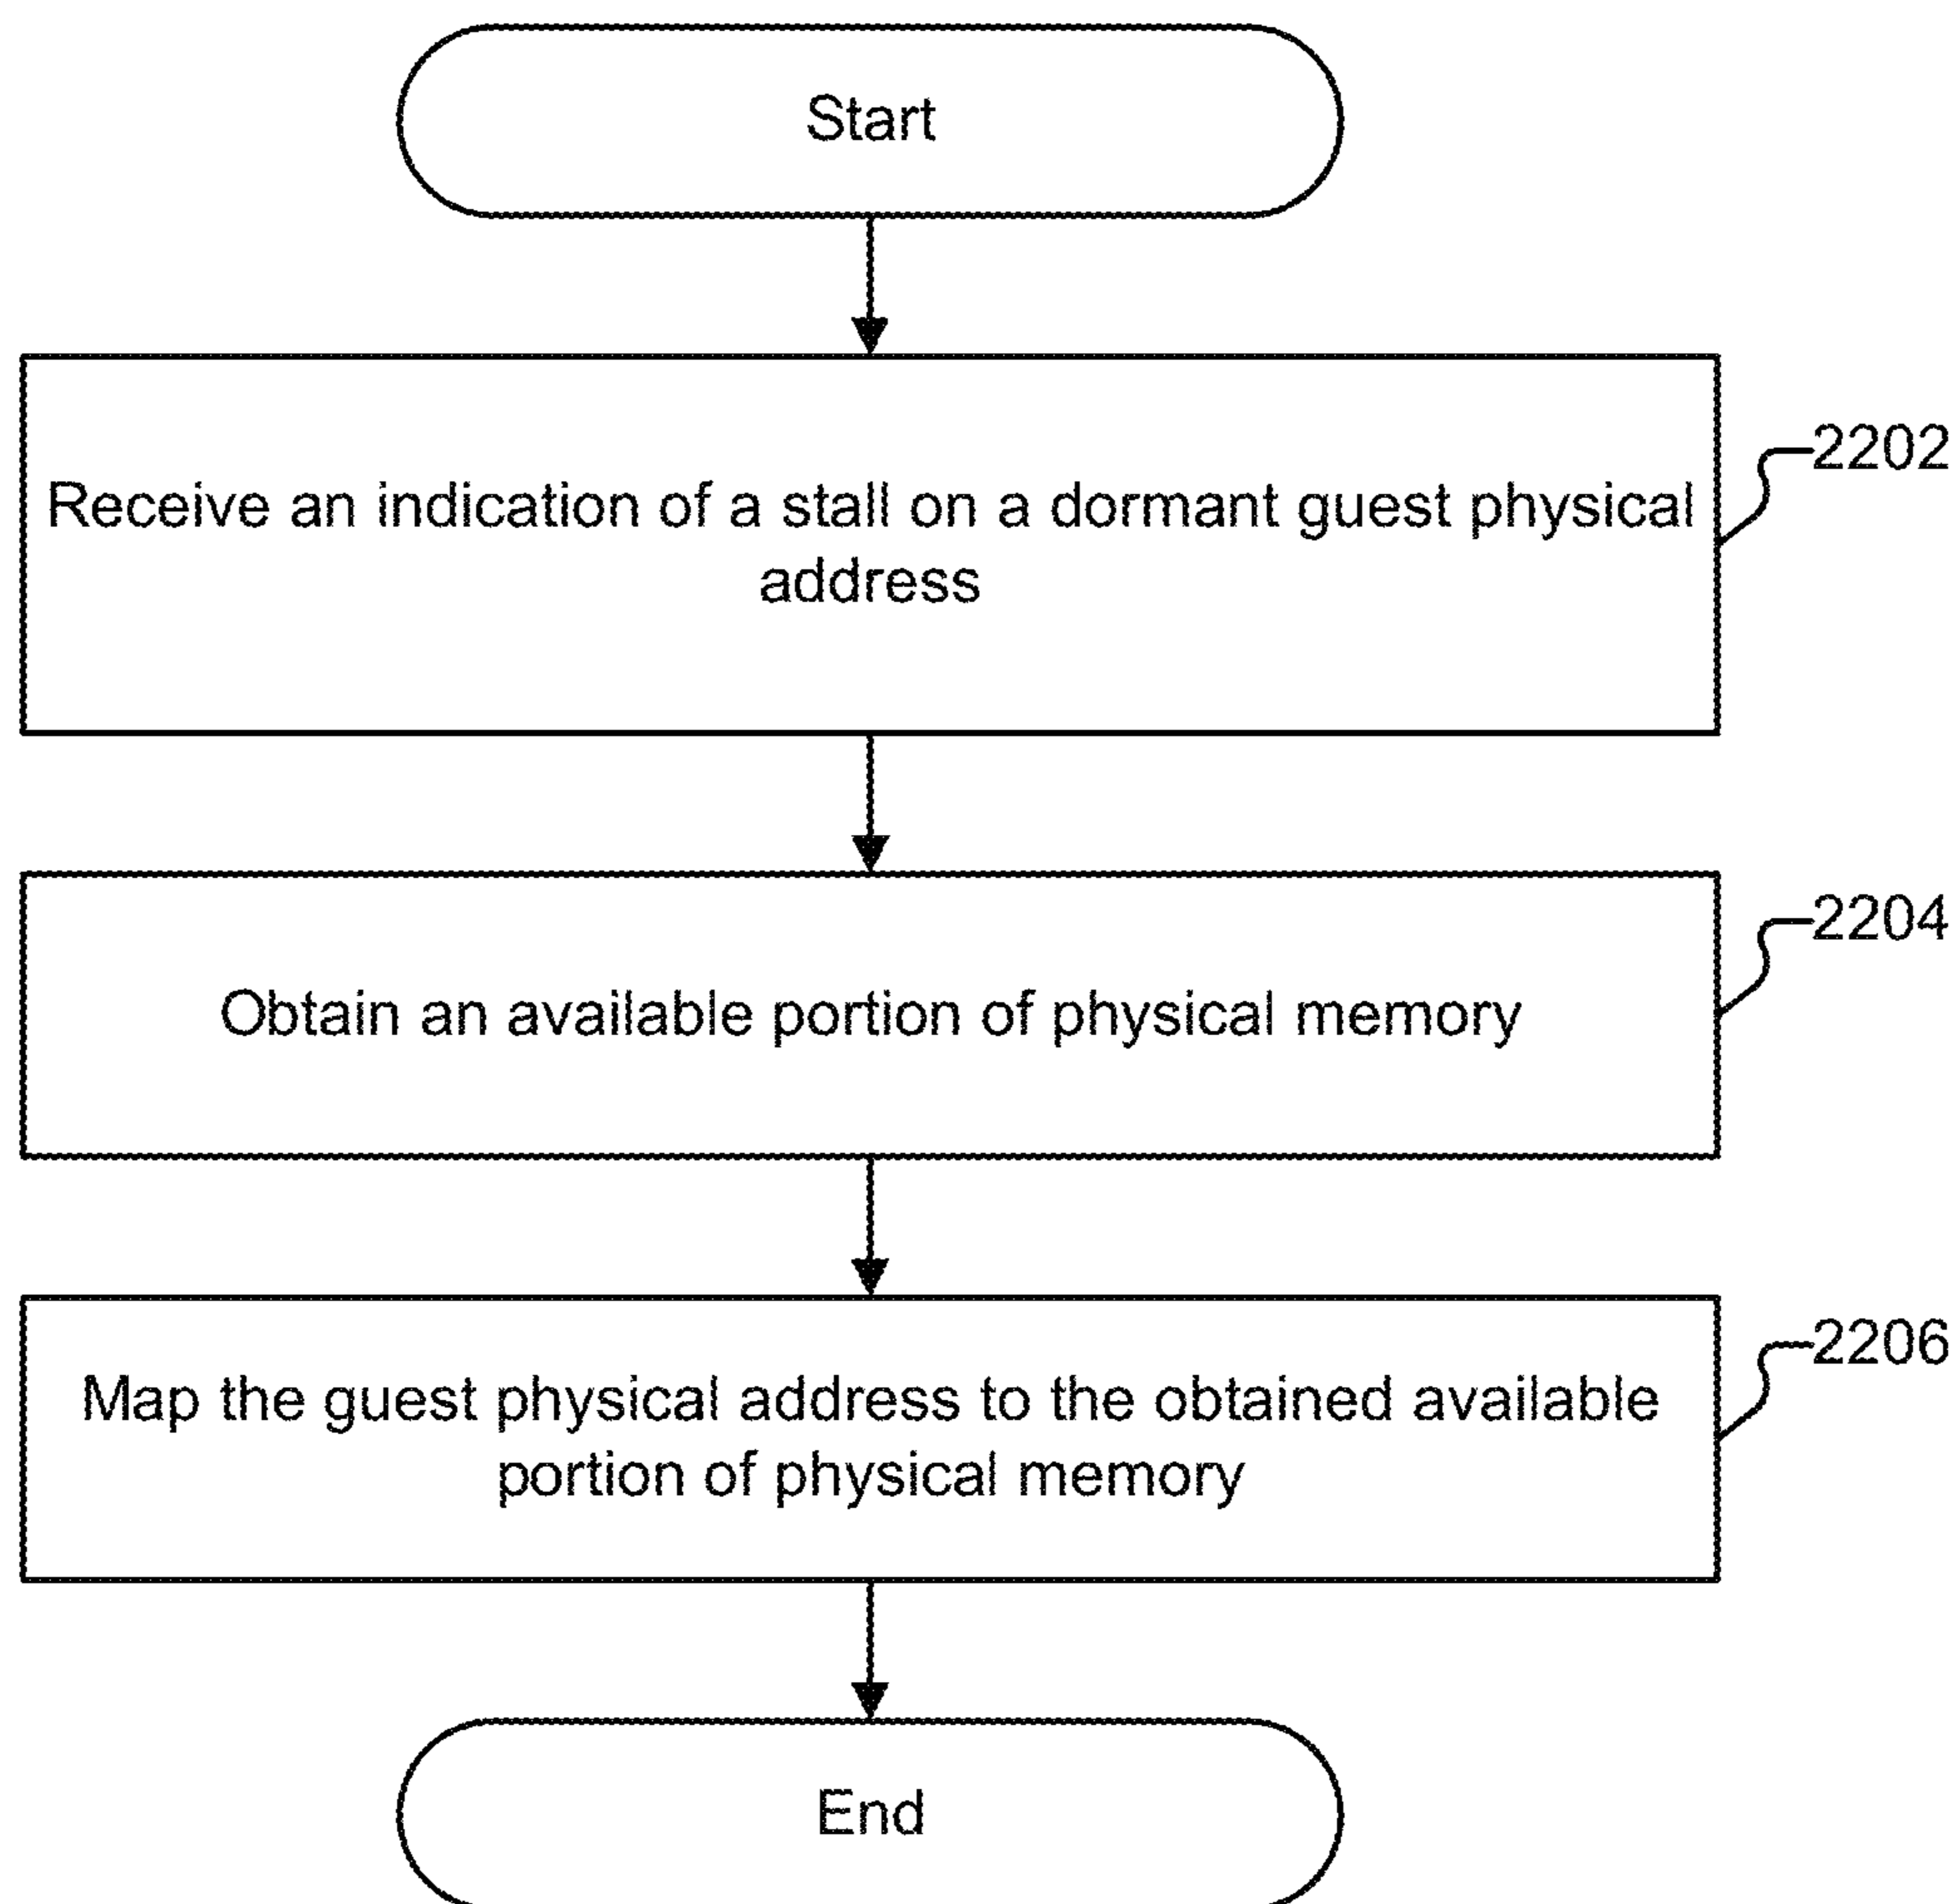 Start
Receive an indication of a stall on a dormant guest physical
address
2202
Obtain an available portion of physical memory
2204
Map the guest physical address to the obtained available
portion of physical memory
2206
End